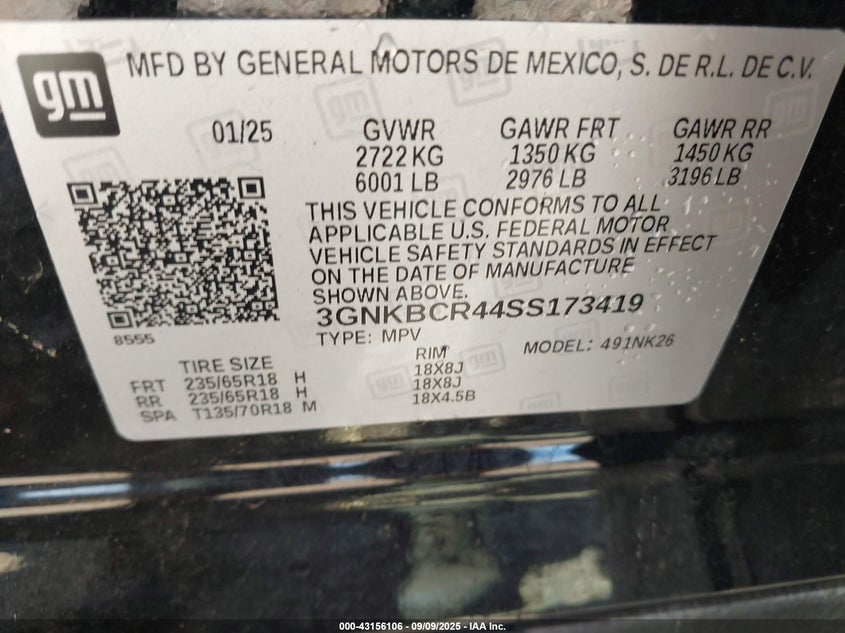 gm
MFD BY GENERAL MOTORS DE MEXICO, S. DE R.L. DE C.V.
01/25 GVWR GAWR FRT GAWR RR
2722 KG 1350 KG 1450 KG
6001 LB 2976 LB 3196 LB
THIS VEHICLE CONFORMS TO ALL
APPLICABLE U.S. FEDERAL MOTOR
VEHICLE SAFETY STANDARDS IN EFFECT
ON THE DATE OF MANUFACTURE
SHOWN ABOVE.
3GNKBCR44SS173419
8555
TYPE: MPV MODEL: 491NK26
TIRE SIZE RIM
FRT 235/65R18 H 18X8J
RR 235/65R18 H 18X8J
SPA T135/70R18 M 18X4.5B
000-43156106 - 09/09/2025 - IAA Inc.